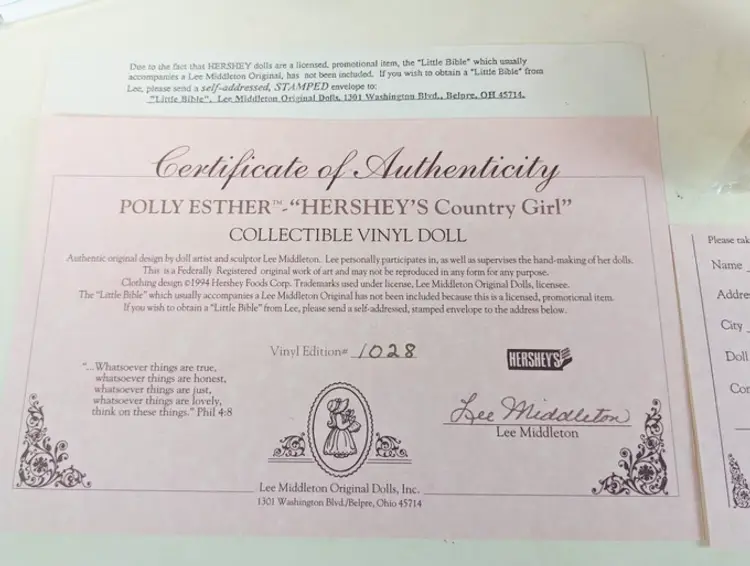 Due to the fact that HERSHEY dolls are a licensed, promotional item, the "Little Bible" which usually
accompanies a Lee Middleton Original, has not been included. If you wish to obtain a "Little Bible" from
Lee, please send a self-addressed, STAMPED envelope to:
"Little Bible", Lee Middleton Original Dolls, 1301 Washington Blvd., Belpre, OH 45714.
Certificate of Authenticity
POLLY ESTHER™-"HERSHEY'S Country Girl"
COLLECTIBLE VINYL DOLL
Authentic original design by doll artist and sculptor Lee Middleton. Lee personally participates in, as well as supervises the hand-making of her dolls.
This is a Federally Registered original work of art and may not be reproduced in any form for any purpose.
Clothing design ©1994 Hershey Foods Corp. Trademarks used under license, Lee Middleton Original Dolls, licensee.
The "Little Bible" which usually accompanies a Lee Middleton Original has not been included because this is a licensed, promotional item.
If you wish to obtain a "Little Bible" from Lee, please send a self-addressed, stamped envelope to the address below.
Vinyl Edition# 1028
HERSHEY'S
"...Whatsoever things are true,
whatsoever things are honest,
whatsoever things are just,
whatsoever things are lovely,
think on these things." Phil 4:8
Lee Middleton
Lee Middleton
Lee Middleton Original Dolls, Inc.
1301 Washington Blvd./Belpre, Ohio 45714
Please tak
Name
Addre
City
Doll
Cor